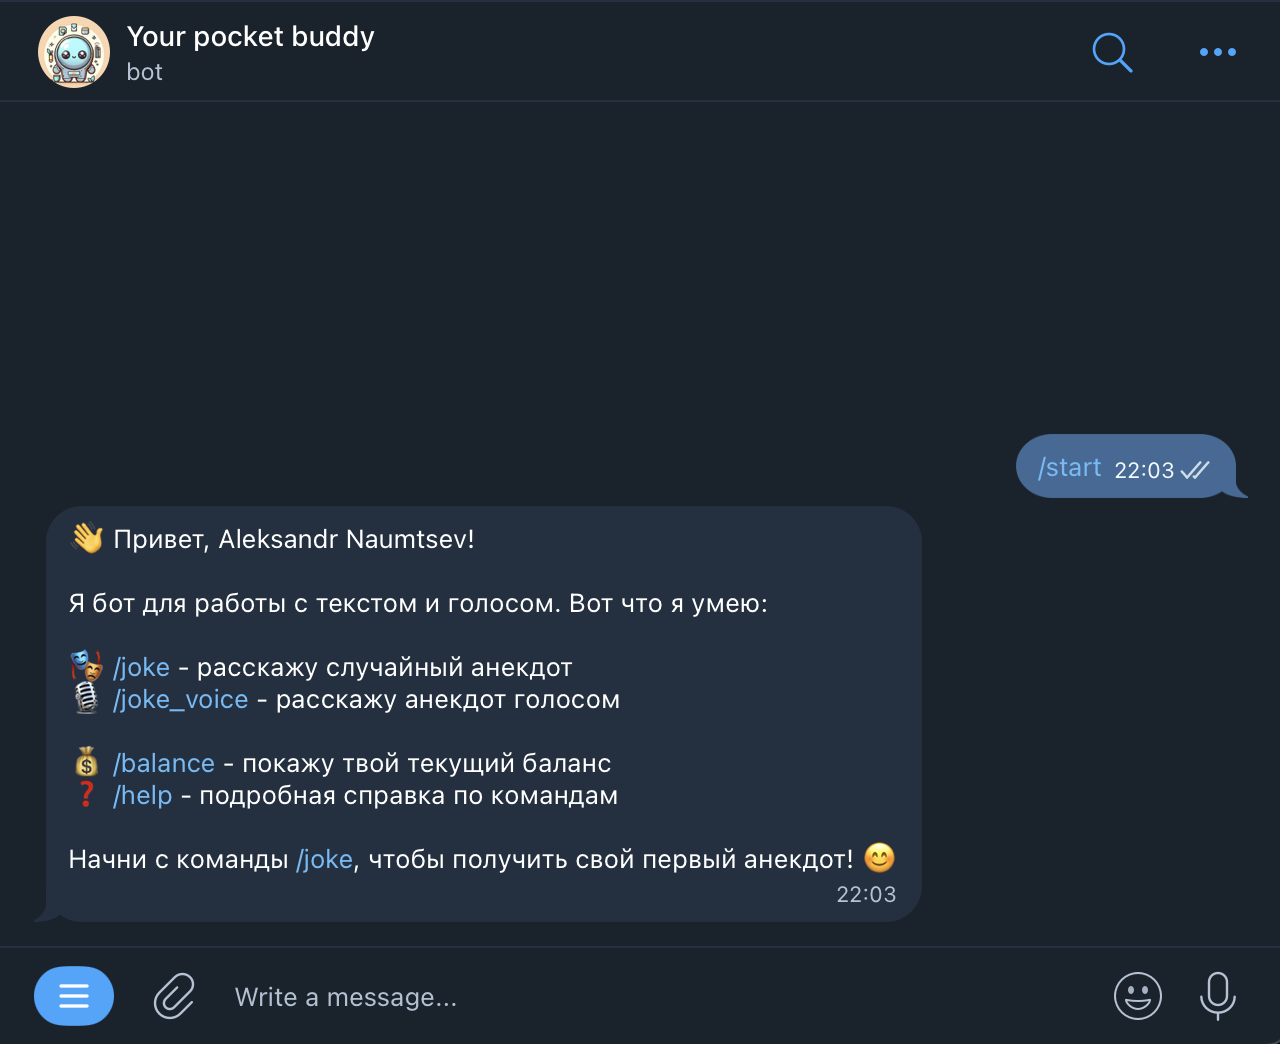 Your pocket buddy
bot
/start 22:03
👋 Привет, Aleksandr Naumtsev!
Я бот для работы с текстом и голосом. Вот что я умею:
🎭 /joke - расскажу случайный анекдот
🎙 /joke_voice - расскажу анекдот голосом
💰 /balance - покажу твой текущий баланс
❓ /help - подробная справка по командам
Начни с команды /joke, чтобы получить свой первый анекдот! 😊
22:03
Write a message...